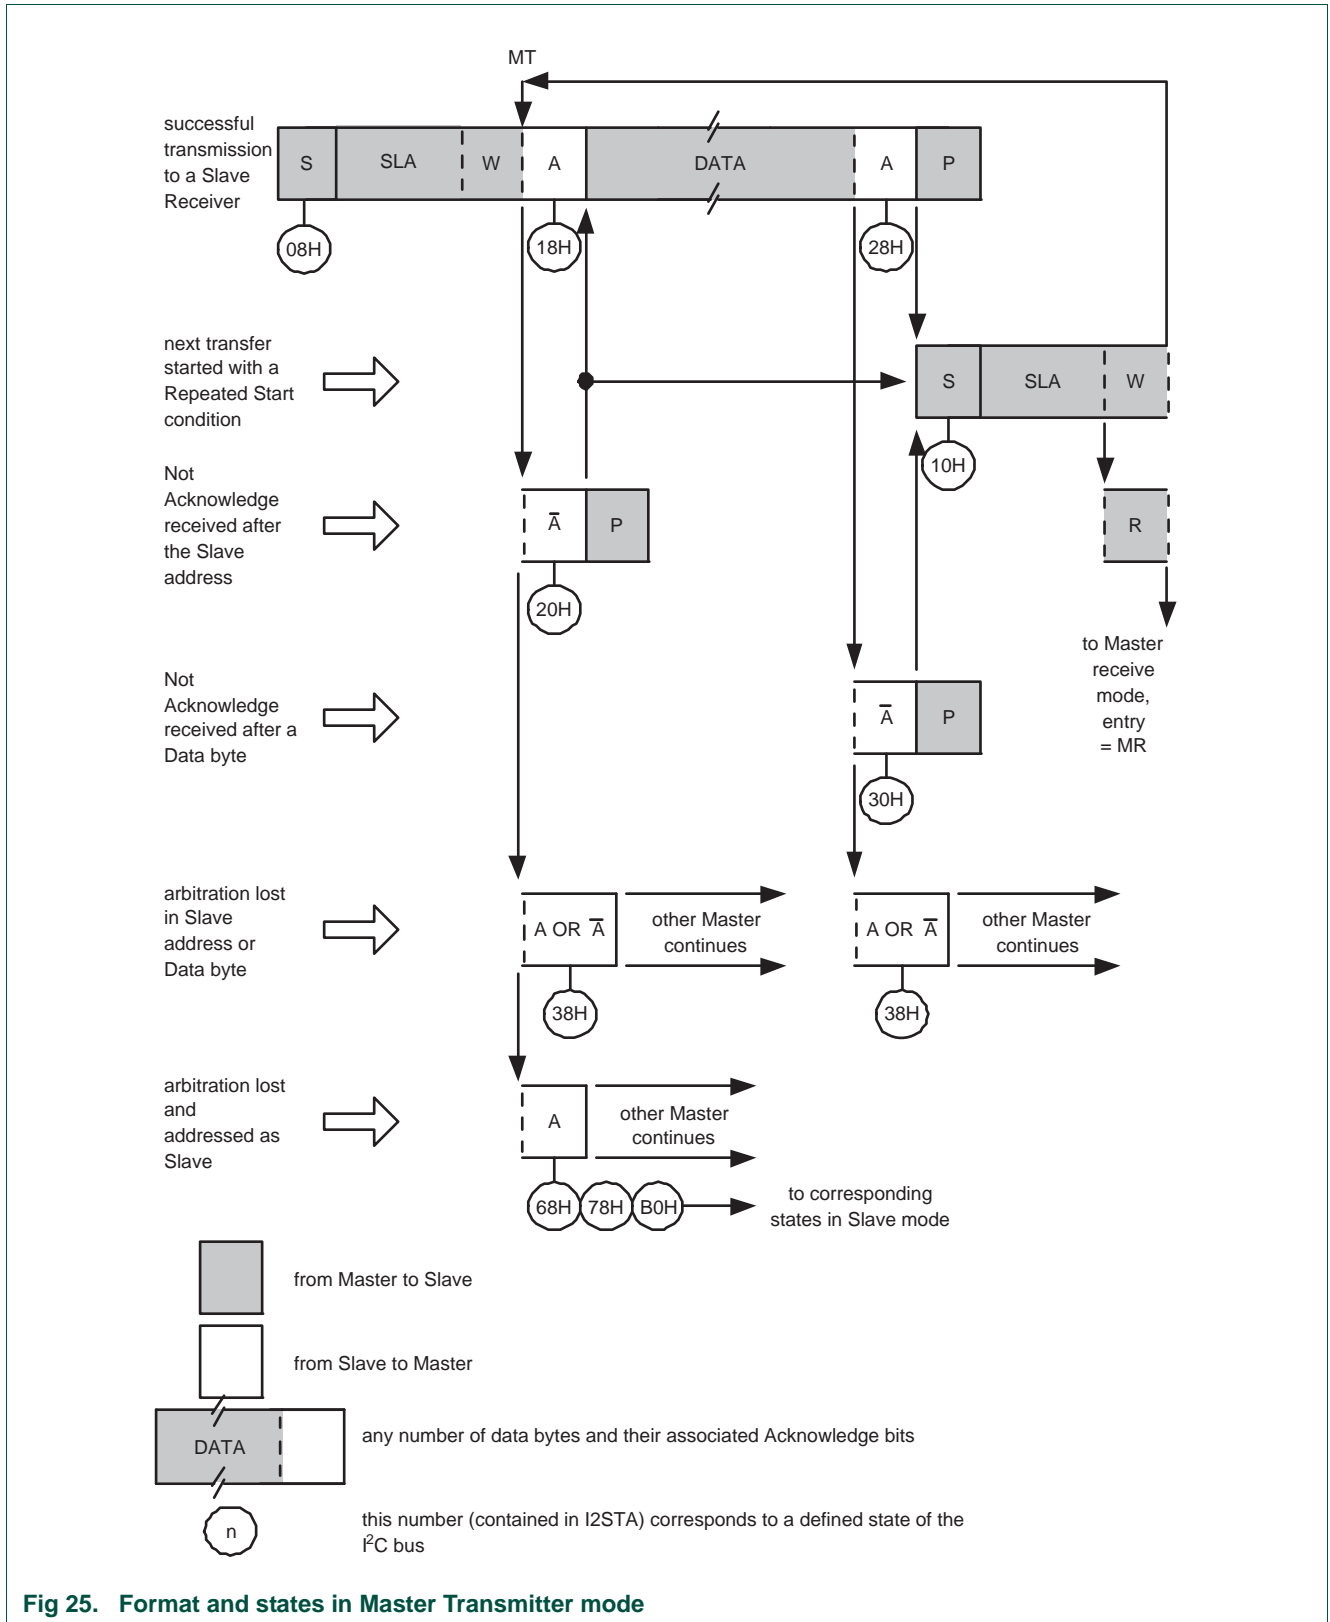 MT
successful
transmission
to a Slave
Receiver
S
SLA
W
A
DATA
A
P
08H
18H
28H
next transfer
started with a
Repeated Start
condition
S
SLA
W
10H
Not
Acknowledge
received after
the Slave
address
A̅
P
R
20H
to Master
receive
mode,
entry
= MR
Not
Acknowledge
received after a
Data byte
A̅
P
30H
arbitration lost
in Slave
address or
Data byte
A OR A̅
other Master
continues
A OR A̅
other Master
continues
38H
38H
arbitration lost
and
addressed as
Slave
A
other Master
continues
68H
78H
B0H
to corresponding
states in Slave mode
from Master to Slave
from Slave to Master
DATA
any number of data bytes and their associated Acknowledge bits
n
this number (contained in I2STA) corresponds to a defined state of the
I²C bus
Fig 25. Format and states in Master Transmitter mode